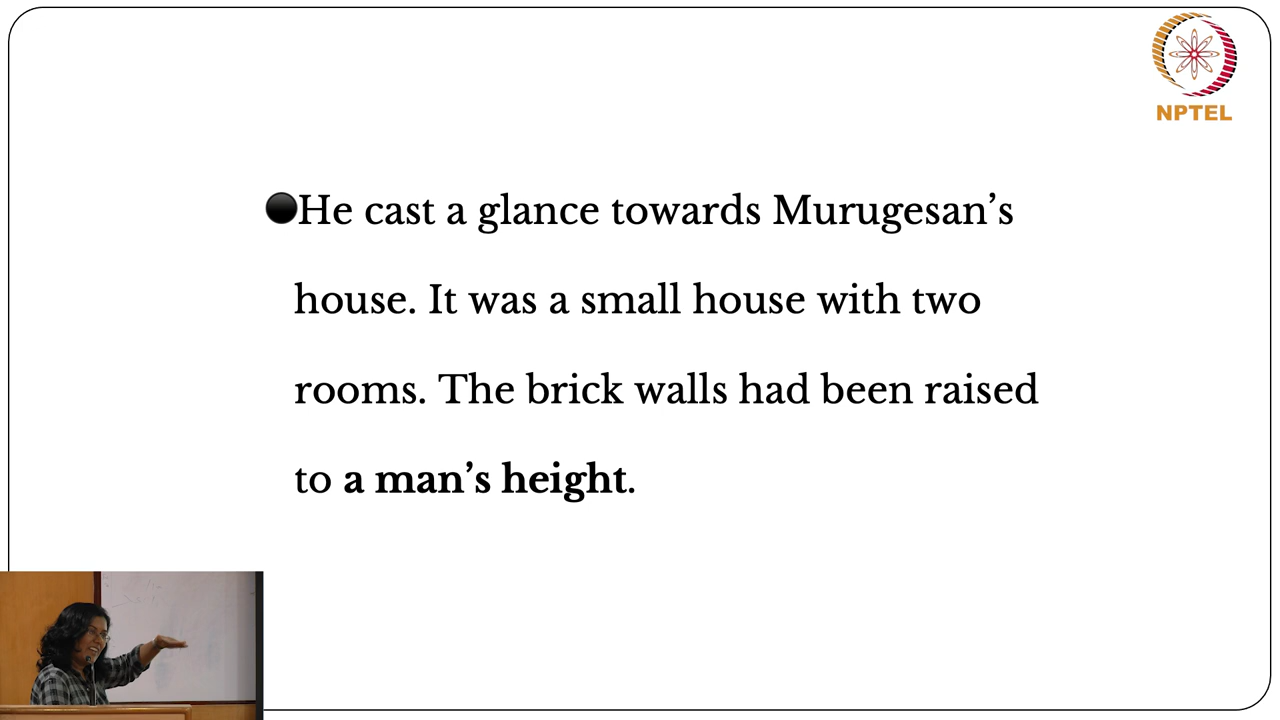 NPTEL
●He cast a glance towards Murugesan’s
house. It was a small house with two
rooms. The brick walls had been raised
to a man’s height.